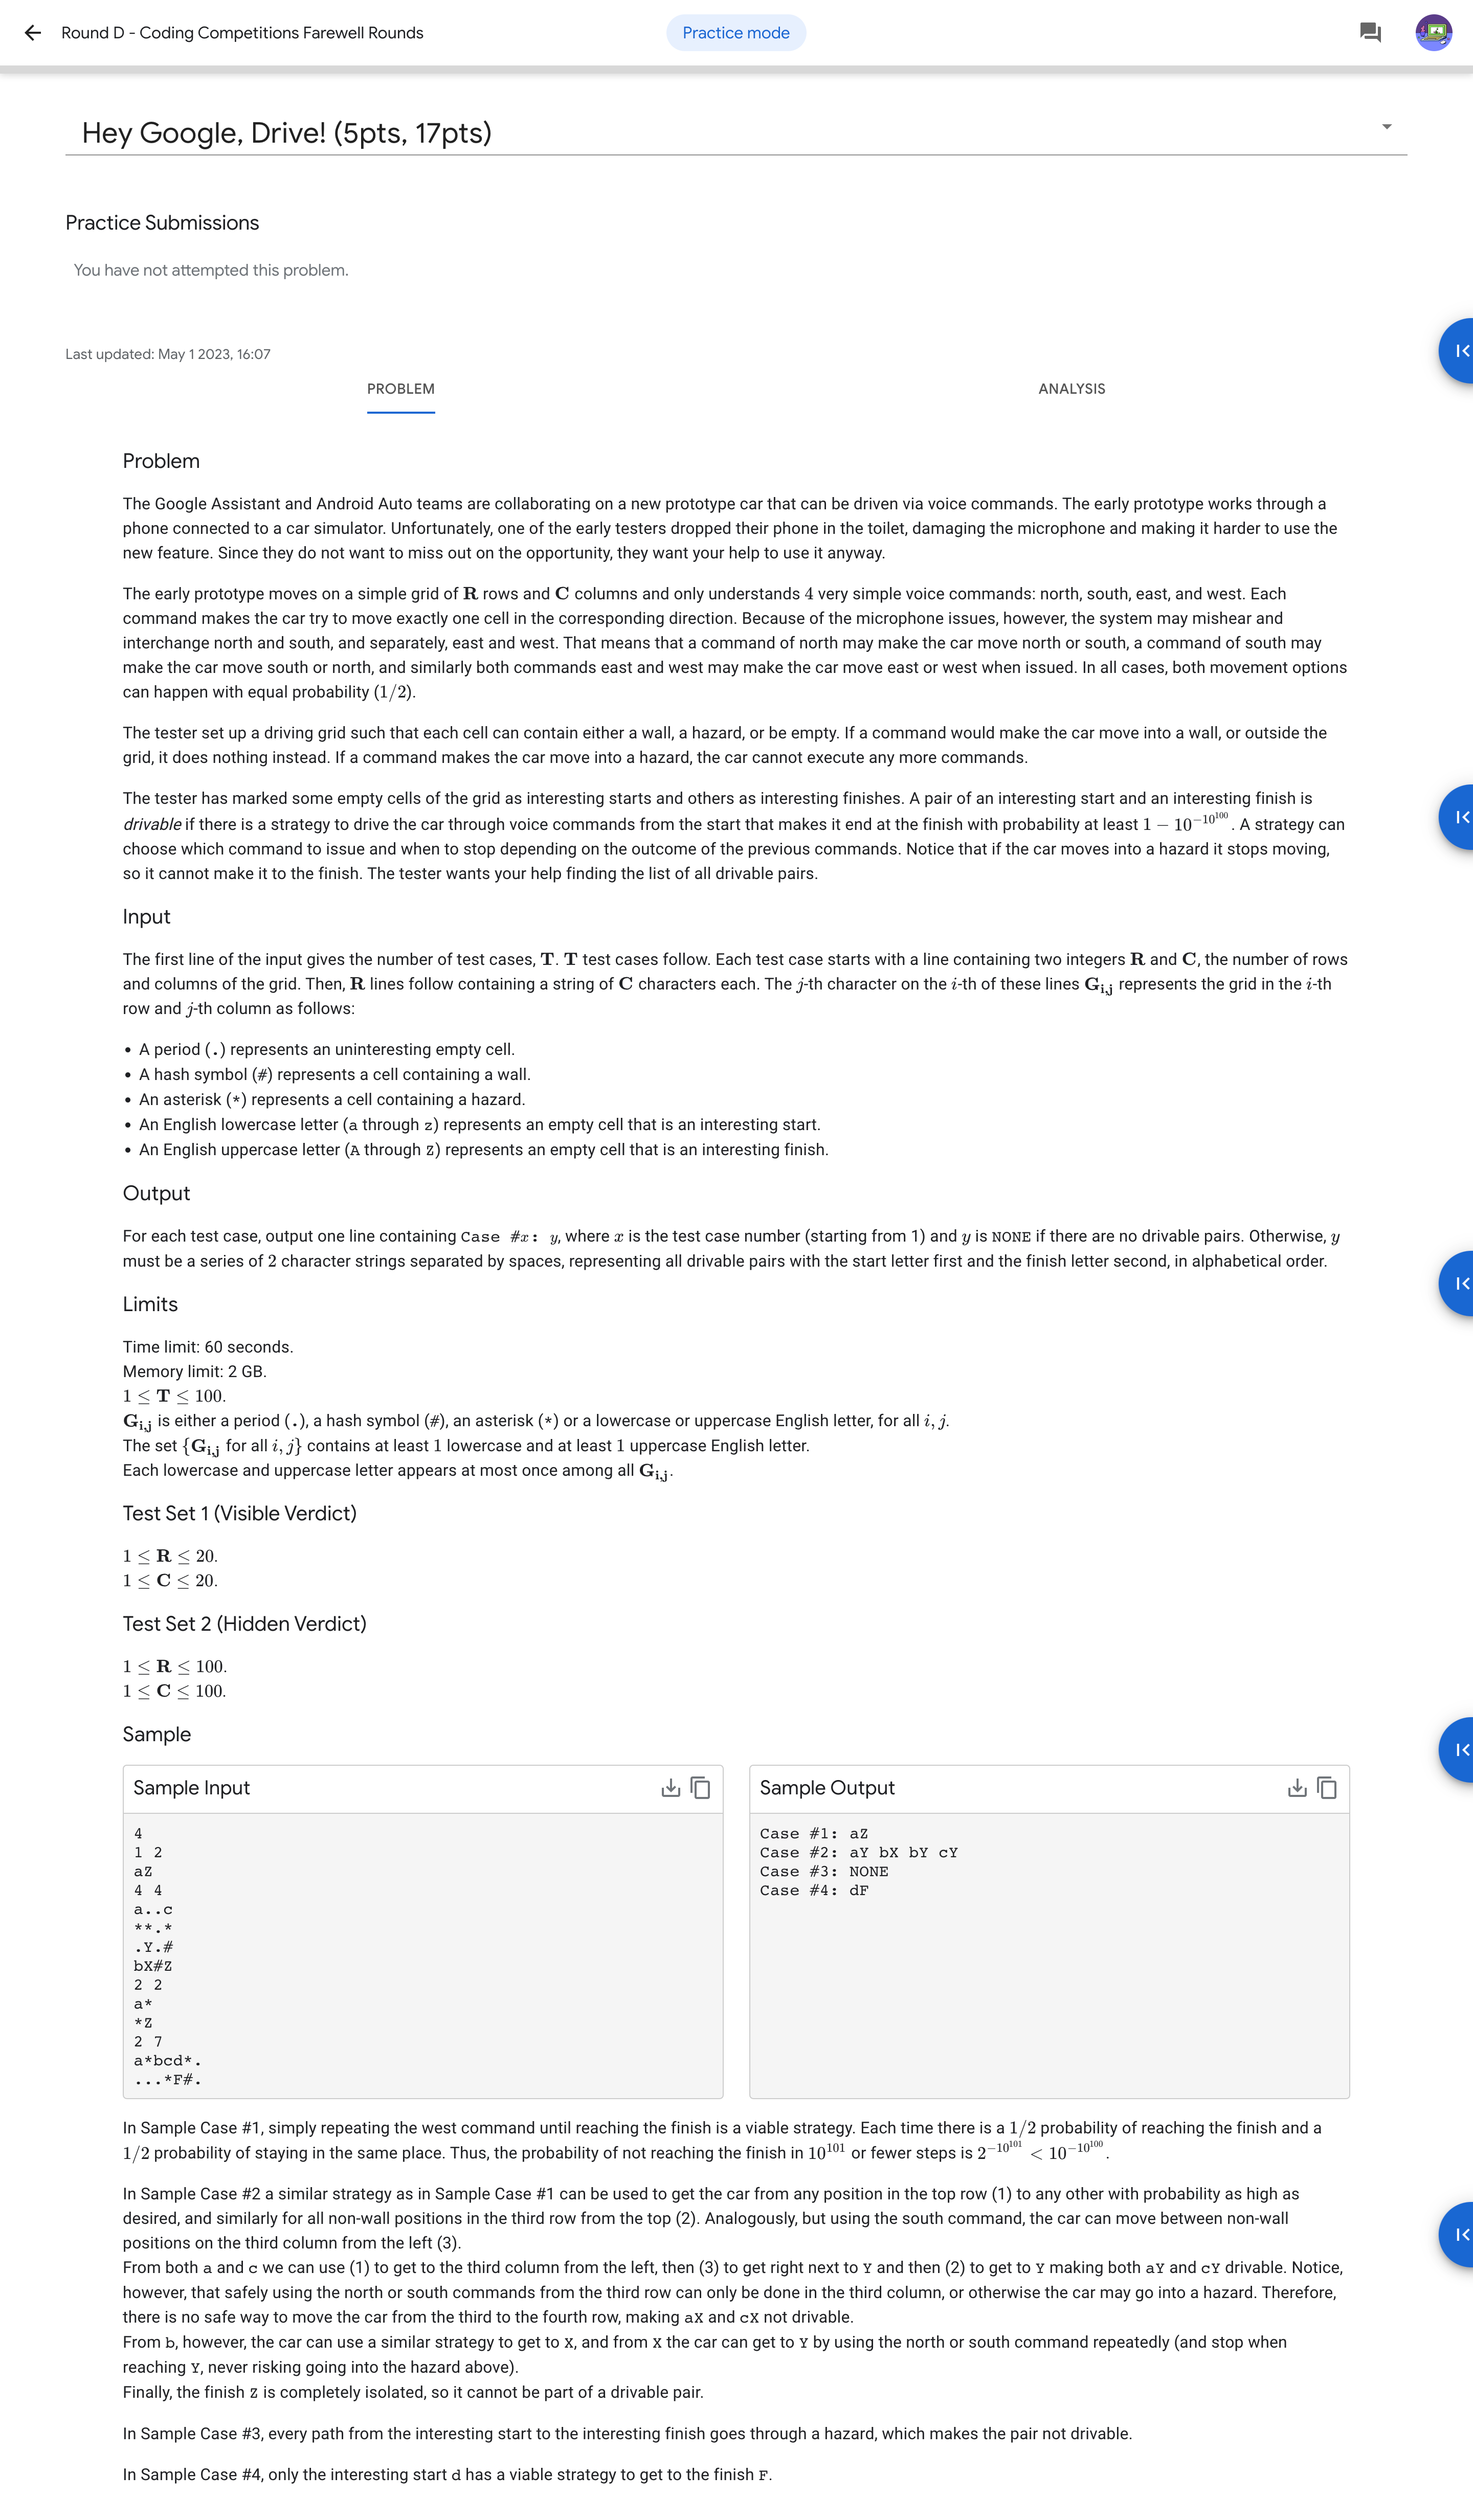 Round D - Coding Competitions Farewell Rounds
Practice mode
Hey Google, Drive! (5pts, 17pts)
Practice Submissions
You have not attempted this problem.
Last updated: May 1 2023, 16:07
PROBLEM
ANALYSIS
Problem
The Google Assistant and Android Auto teams are collaborating on a new prototype car that can be driven via voice commands. The early prototype works through a
phone connected to a car simulator. Unfortunately, one of the early testers dropped their phone in the toilet, damaging the microphone and making it harder to use the
new feature. Since they do not want to miss out on the opportunity, they want your help to use it anyway.
The early prototype moves on a simple grid of R rows and C columns and only understands 4 very simple voice commands: north, south, east, and west. Each
command makes the car try to move exactly one cell in the corresponding direction. Because of the microphone issues, however, the system may mishear and
interchange north and south, and separately, east and west. That means that a command of north may make the car move north or south, a command of south may
make the car move south or north, and similarly both commands east and west may make the car move east or west when issued. In all cases, both movement options
can happen with equal probability (1/2).
The tester set up a driving grid such that each cell can contain either a wall, a hazard, or be empty. If a command would make the car move into a wall, or outside the
grid, it does nothing instead. If a command makes the car move into a hazard, the car cannot execute any more commands.
The tester has marked some empty cells of the grid as interesting starts and others as interesting finishes. A pair of an interesting start and an interesting finish is
drivable if there is a strategy to drive the car through voice commands from the start that makes it end at the finish with probability at least 1 − 10^{−10^{100}}. A strategy can
choose which command to issue and when to stop depending on the outcome of the previous commands. Notice that if the car moves into a hazard it stops moving,
so it cannot make it to the finish. The tester wants your help finding the list of all drivable pairs.
Input
The first line of the input gives the number of test cases, T. T test cases follow. Each test case starts with a line containing two integers R and C, the number of rows
and columns of the grid. Then, R lines follow containing a string of C characters each. The j-th character on the i-th of these lines G_{i,j} represents the grid in the i-th
row and j-th column as follows:
• A period (.) represents an uninteresting empty cell.
• A hash symbol (#) represents a cell containing a wall.
• An asterisk (*) represents a cell containing a hazard.
• An English lowercase letter (a through z) represents an empty cell that is an interesting start.
• An English uppercase letter (A through Z) represents an empty cell that is an interesting finish.
Output
For each test case, output one line containing Case #x: y, where x is the test case number (starting from 1) and y is NONE if there are no drivable pairs. Otherwise, y
must be a series of 2 character strings separated by spaces, representing all drivable pairs with the start letter first and the finish letter second, in alphabetical order.
Limits
Time limit: 60 seconds.
Memory limit: 2 GB.
1 ≤ T ≤ 100.
G_{i,j} is either a period (.), a hash symbol (#), an asterisk (*) or a lowercase or uppercase English letter, for all i, j.
The set {G_{i,j} for all i, j} contains at least 1 lowercase and at least 1 uppercase English letter.
Each lowercase and uppercase letter appears at most once among all G_{i,j}.
Test Set 1 (Visible Verdict)
1 ≤ R ≤ 20.
1 ≤ C ≤ 20.
Test Set 2 (Hidden Verdict)
1 ≤ R ≤ 100.
1 ≤ C ≤ 100.
Sample
Sample Input
4
1 2
aZ
4 4
a..c
**.*
.Y.#
bX#Z
2 2
a*
*Z
2 7
a*bcd*.
...*F#.
Sample Output
Case #1: aZ
Case #2: aY bX bY cY
Case #3: NONE
Case #4: dF
In Sample Case #1, simply repeating the west command until reaching the finish is a viable strategy. Each time there is a 1/2 probability of reaching the finish and a
1/2 probability of staying in the same place. Thus, the probability of not reaching the finish in 10^{101} or fewer steps is 2^{−10^{101}} < 10^{−10^{100}}.
In Sample Case #2 a similar strategy as in Sample Case #1 can be used to get the car from any position in the top row (1) to any other with probability as high as
desired, and similarly for all non-wall positions in the third row from the top (2). Analogously, but using the south command, the car can move between non-wall
positions on the third column from the left (3).
From both a and c we can use (1) to get to the third column from the left, then (3) to get right next to Y and then (2) to get to Y making both aY and cY drivable. Notice,
however, that safely using the north or south commands from the third row can only be done in the third column, or otherwise the car may go into a hazard. Therefore,
there is no safe way to move the car from the third to the fourth row, making aX and cX not drivable.
From b, however, the car can use a similar strategy to get to X, and from X the car can get to Y by using the north or south command repeatedly (and stop when
reaching Y, never risking going into the hazard above).
Finally, the finish Z is completely isolated, so it cannot be part of a drivable pair.
In Sample Case #3, every path from the interesting start to the interesting finish goes through a hazard, which makes the pair not drivable.
In Sample Case #4, only the interesting start d has a viable strategy to get to the finish F.